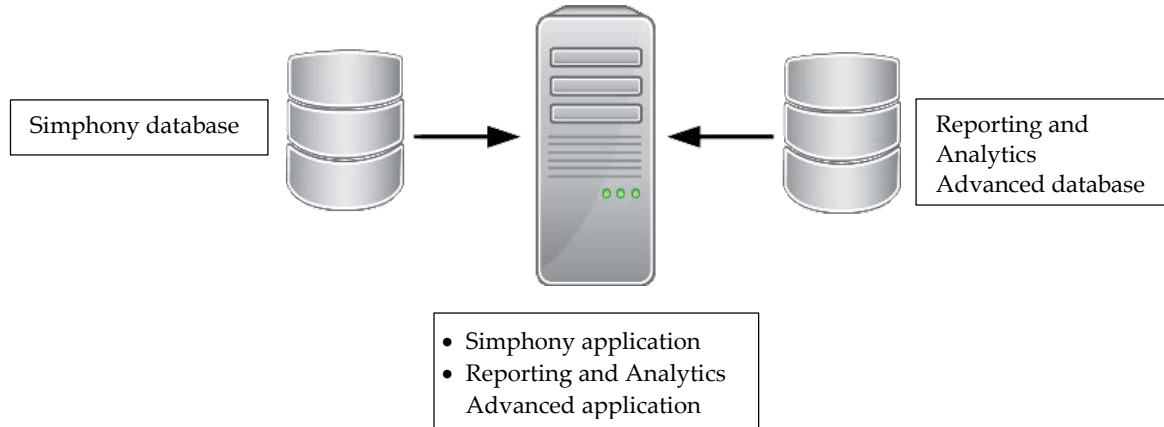 Simphony database
Reporting and
Analytics
Advanced database
• Simphony application
• Reporting and Analytics
Advanced application